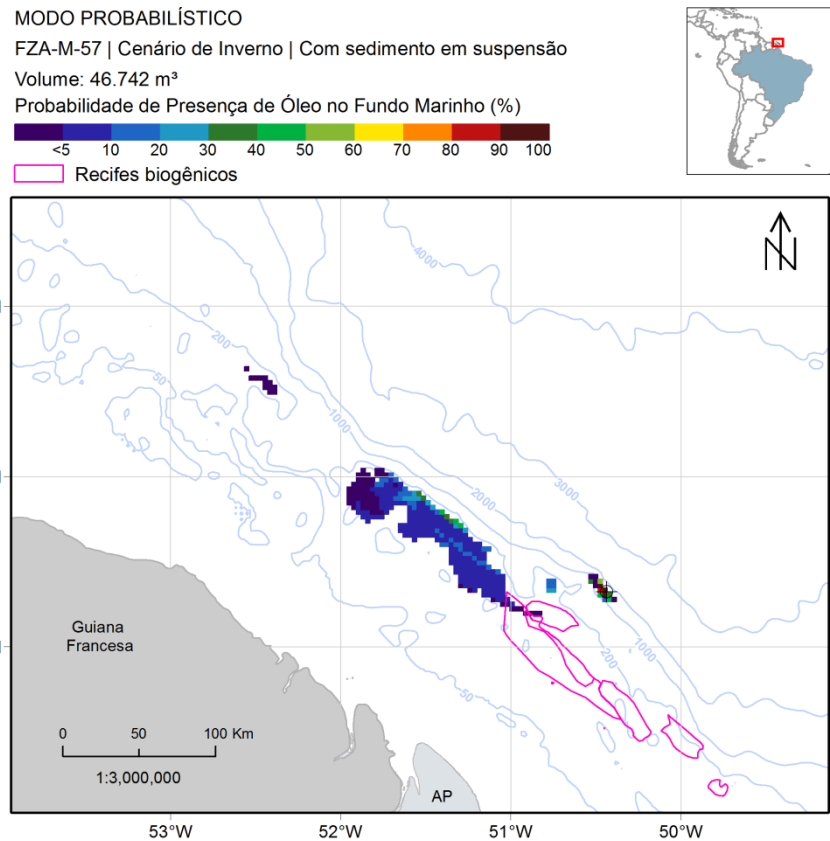 MODO PROBABILÍSTICO
FZA-M-57 | Cenário de Inverno | Com sedimento em suspensão
Volume: 46.742 m³
Probabilidade de Presença de Óleo no Fundo Marinho (%)
<5 10 20 30 40 50 60 70 80 90 100
Recifes biogênicos
N
4000
200
50
1000
2000
3000
Guiana
Francesa
200
1000
50
0 50 100 Km
1:3,000,000
AP
53°W 52°W 51°W 50°W